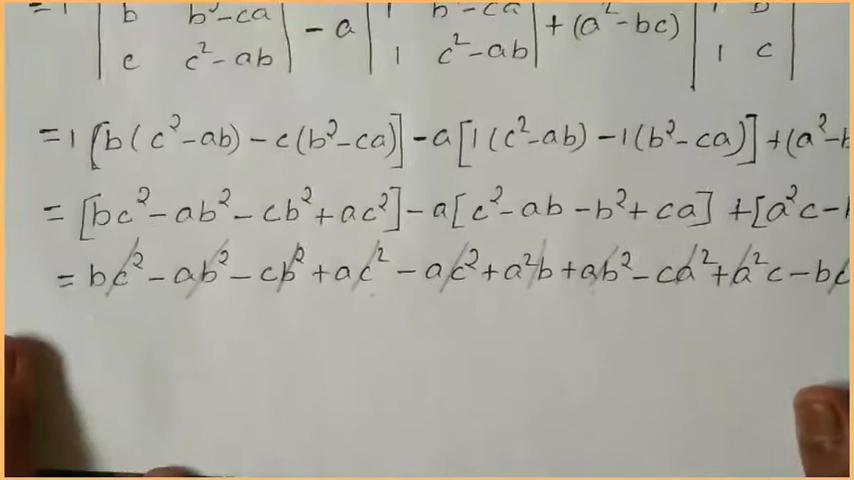 = 1 | b b²-ca | - a | 1 b²-ca | + (a²-bc) | 1 b |
| c c²-ab | | 1 c²-ab | | 1 c |
= 1 [b(c²-ab) - c(b²-ca)] - a [1(c²-ab) - 1(b²-ca)] + (a²-b
= [bc²-ab²-cb²+ac²] - a[c²-ab-b²+ca] + [a²c-b
= bc²-ab²-cb²+ac²-ac²+a²b+ab²-ca²+a²c-bc